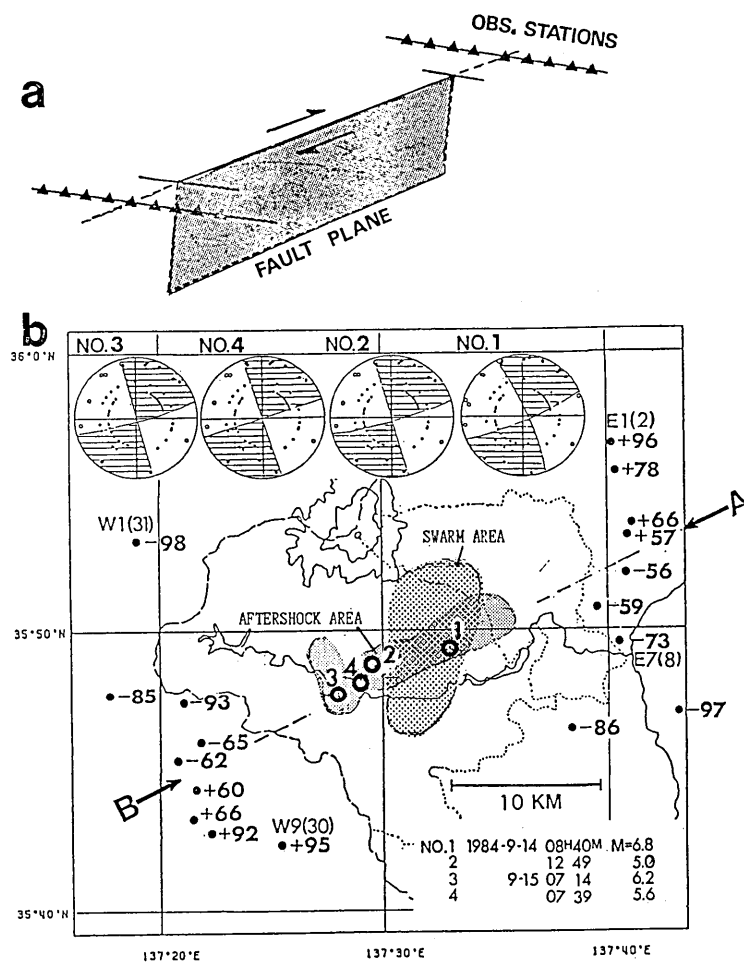 a
OBS. STATIONS
FAULT PLANE
b
36°0'N
NO.3 NO.4 NO.2 NO.1
E1(2)
+96
+78
+66
+57
A
-56
-59
-73
E7(8)
-97
-86
W1(31)
-98
SWARM AREA
AFTERSHOCK AREA
35°50'N
1
2
4
3
-85
-93
-65
-62
B
+60
+66
+92
W9(30)
+95
10 KM
NO.1 1984-9-14 08H40M M=6.8
2 12 49 5.0
3 9-15 07 14 6.2
4 07 39 5.6
35°40'N
137°20'E 137°30'E 137°40'E